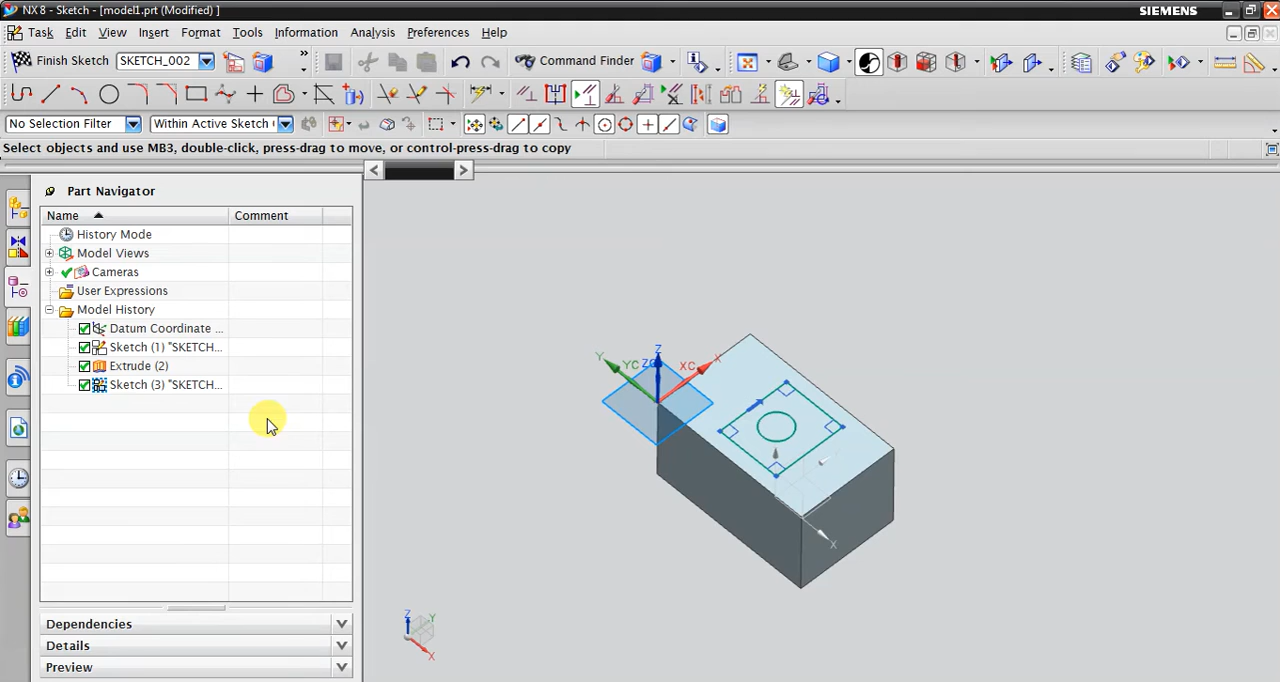 NX 8 - Sketch - [model1.prt (Modified) ]
SIEMENS
Task Edit View Insert Format Tools Information Analysis Preferences Help
Finish Sketch SKETCH_002 » Command Finder
No Selection Filter Within Active Sketch
Select objects and use MB3, double-click, press-drag to move, or control-press-drag to copy
Part Navigator
Name Comment
History Mode
Model Views
Cameras
User Expressions
Model History
Datum Coordinate ...
Sketch (1) "SKETCH...
Extrude (2)
Sketch (3) "SKETCH...
Dependencies
Details
Preview
Z
Y YC XC X
X
Z
Y
X